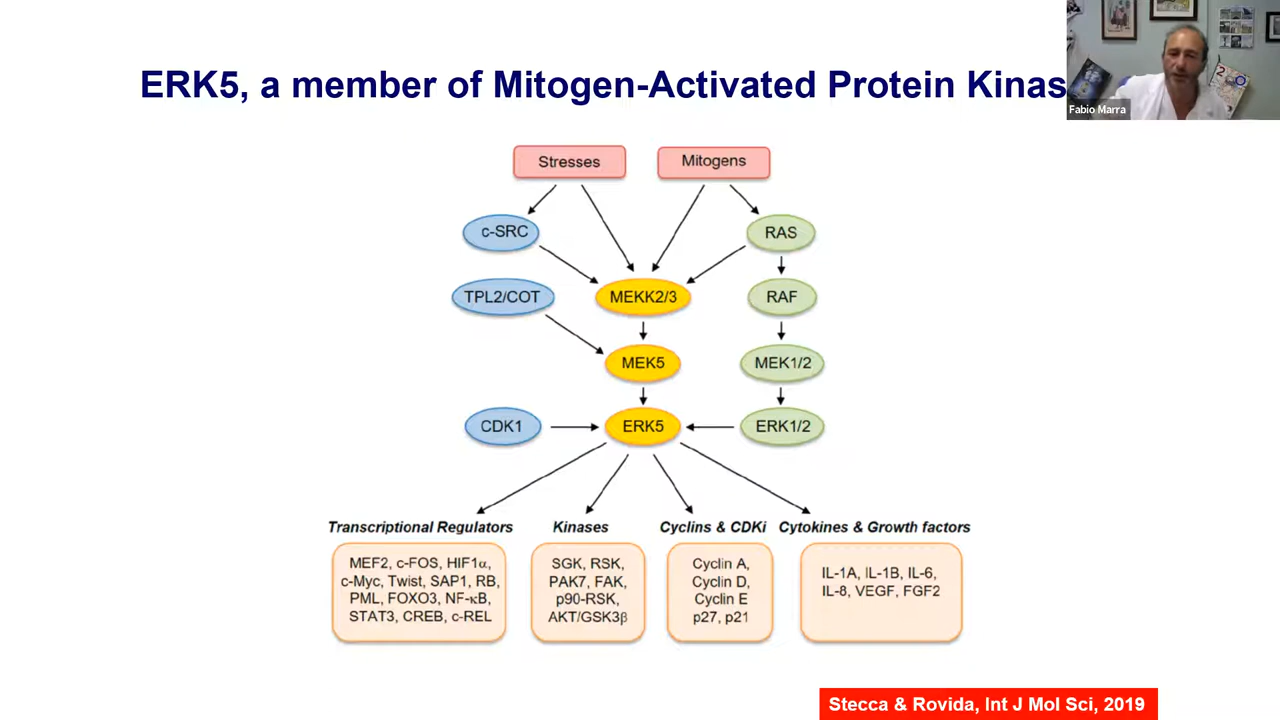 ERK5, a member of Mitogen-Activated Protein Kinas
Fabio Marra
Stresses
Mitogens
c-SRC
RAS
TPL2/COT
MEKK2/3
RAF
MEK5
MEK1/2
CDK1
ERK5
ERK1/2
Transcriptional Regulators
Kinases
Cyclins & CDKi
Cytokines & Growth factors
MEF2, c-FOS, HIF1α,
c-Myc, Twist, SAP1, RB,
PML, FOXO3, NF-κB,
STAT3, CREB, c-REL
SGK, RSK,
PAK7, FAK,
p90-RSK,
AKT/GSK3β
Cyclin A,
Cyclin D,
Cyclin E
p27, p21
IL-1A, IL-1B, IL-6,
IL-8, VEGF, FGF2
Stecca & Rovida, Int J Mol Sci, 2019